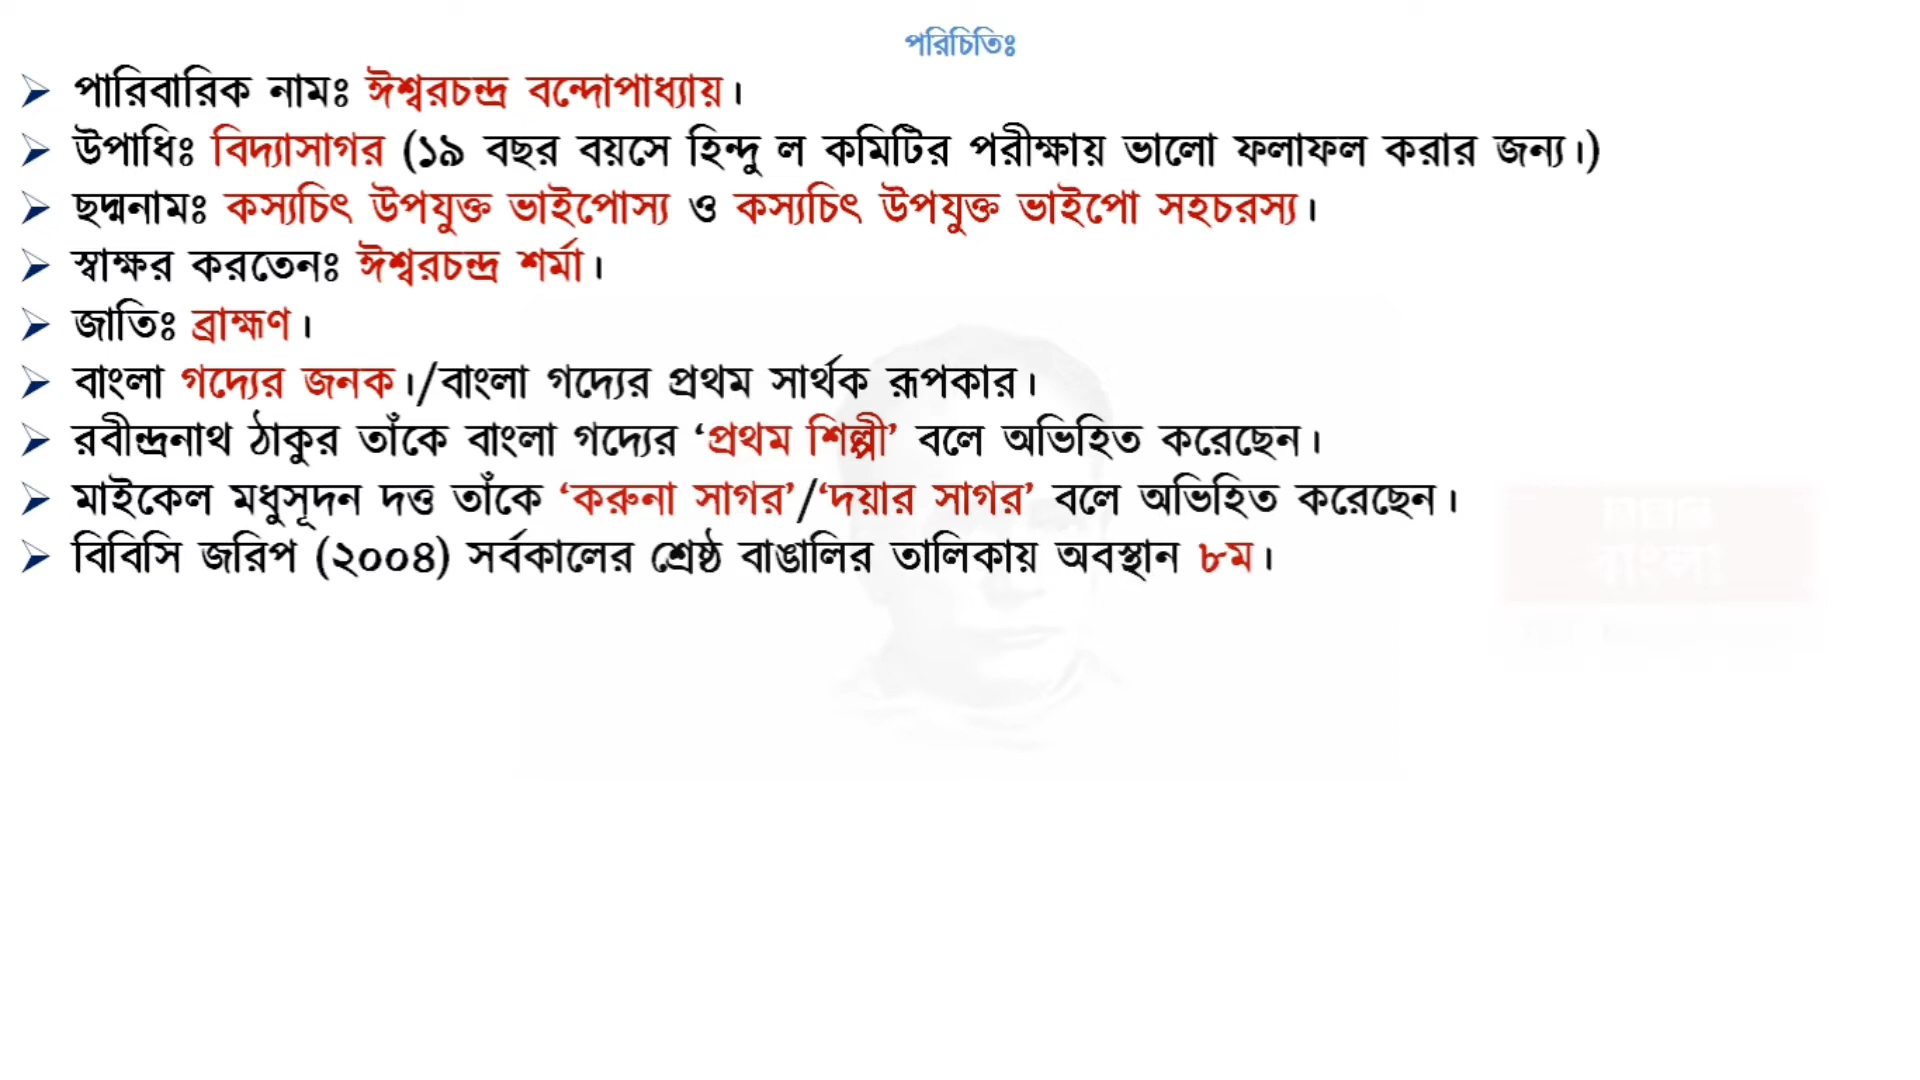 পরিচিতিঃ
পারিবারিক নামঃ ঈশ্বরচন্দ্র বন্দোপাধ্যায়।
উপাধিঃ বিদ্যাসাগর (১৯ বছর বয়সে হিন্দু ল কমিটির পরীক্ষায় ভালো ফলাফল করার জন্য।)
ছদ্মনামঃ কস্যচিৎ উপযুক্ত ভাইপোস্য ও কস্যচিৎ উপযুক্ত ভাইপো সহচরস্য।
স্বাক্ষর করতেনঃ ঈশ্বরচন্দ্র শর্মা।
জাতিঃ ব্রাহ্মণ।
বাংলা গদ্যের জনক।/বাংলা গদ্যের প্রথম সার্থক রূপকার।
রবীন্দ্রনাথ ঠাকুর তাঁকে বাংলা গদ্যের ‘প্রথম শিল্পী’ বলে অভিহিত করেছেন।
মাইকেল মধুসূদন দত্ত তাঁকে ‘করুনা সাগর’/‘দয়ার সাগর’ বলে অভিহিত করেছেন।
বিবিসি জরিপ (২০০৪) সর্বকালের শ্রেষ্ঠ বাঙালির তালিকায় অবস্থান ৮ম।
বাংলা